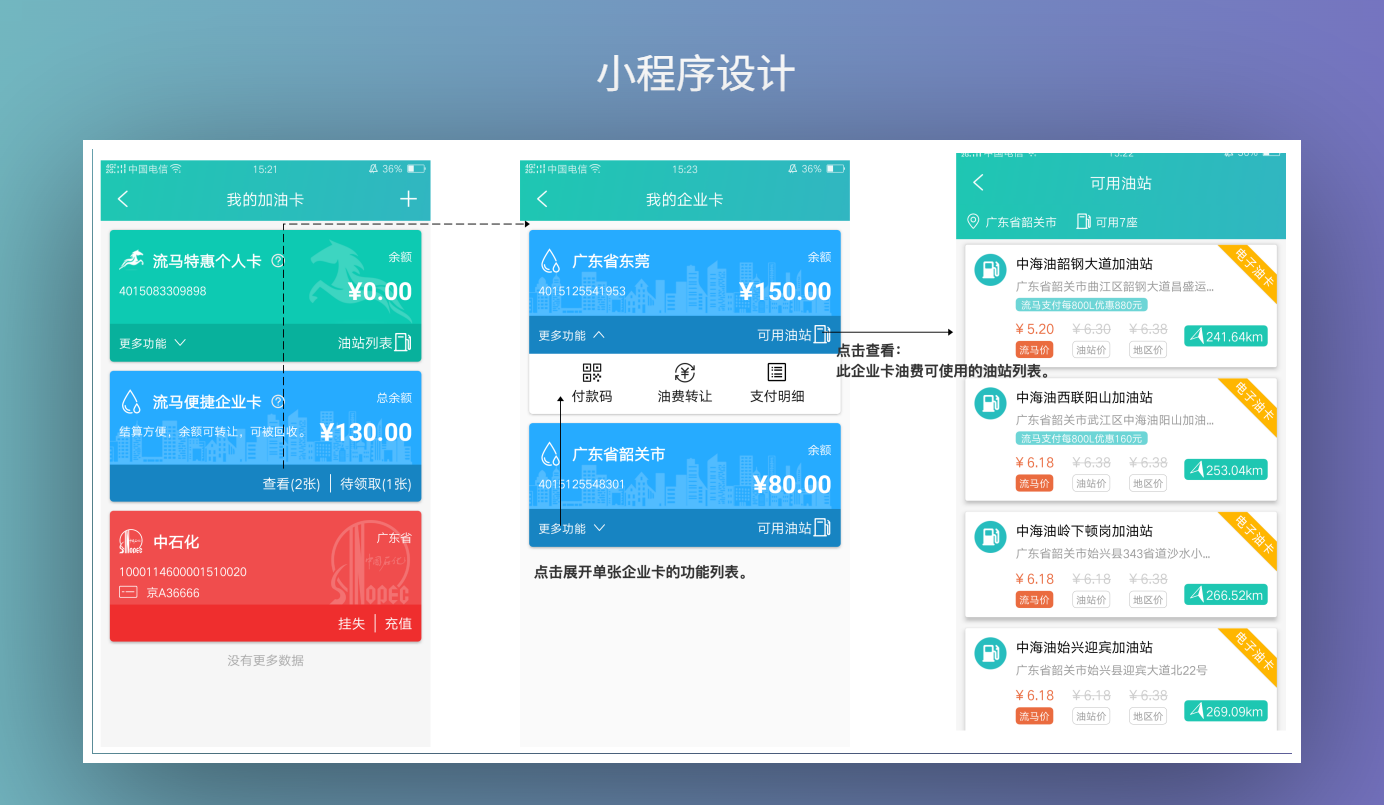 小程序设计
中国电信
15:21
36%
我的加油卡
流马特惠个人卡
余额
4015083309898
¥0.00
更多功能
油站列表
流马便捷企业卡
总余额
结算方便，余额可转让，可被回收。
¥130.00
查看(2张)
待领取(1张)
中石化
广东省
SINOPEC
1000114600001510020
京A36666
中国石化
SINOPEC
挂失
充值
没有更多数据
中国电信
15:23
36%
我的企业卡
广东省东莞
余额
4015125541953
¥150.00
更多功能
可用油站
付款码
油费转让
支付明细
广东省韶关市
余额
4015125548301
¥80.00
更多功能
可用油站
点击展开单张企业卡的功能列表。
点击查看：
此企业卡油费可使用的油站列表。
中国电信
15:22
36%
可用油站
广东省韶关市
可用7座
中海油韶钢大道加油站
电子油卡
广东省韶关市曲江区韶钢大道昌盛运...
流马支付每800L优惠880元
¥5.20 ¥6.30 ¥6.38
流马价 油站价 地区价
241.64km
中海油西联阳山加油站
电子油卡
广东省韶关市武江区中海油阳山加油...
流马支付每800L优惠160元
¥6.18 ¥6.38 ¥6.38
流马价 油站价 地区价
253.04km
中海油岭下顿岗加油站
电子油卡
广东省韶关市始兴县343省道沙水小...
¥6.18 ¥6.18 ¥6.38
流马价 油站价 地区价
266.52km
中海油始兴迎宾加油站
电子油卡
广东省韶关市始兴县迎宾大道北22号
¥6.18 ¥6.18 ¥6.38
流马价 油站价 地区价
269.09km